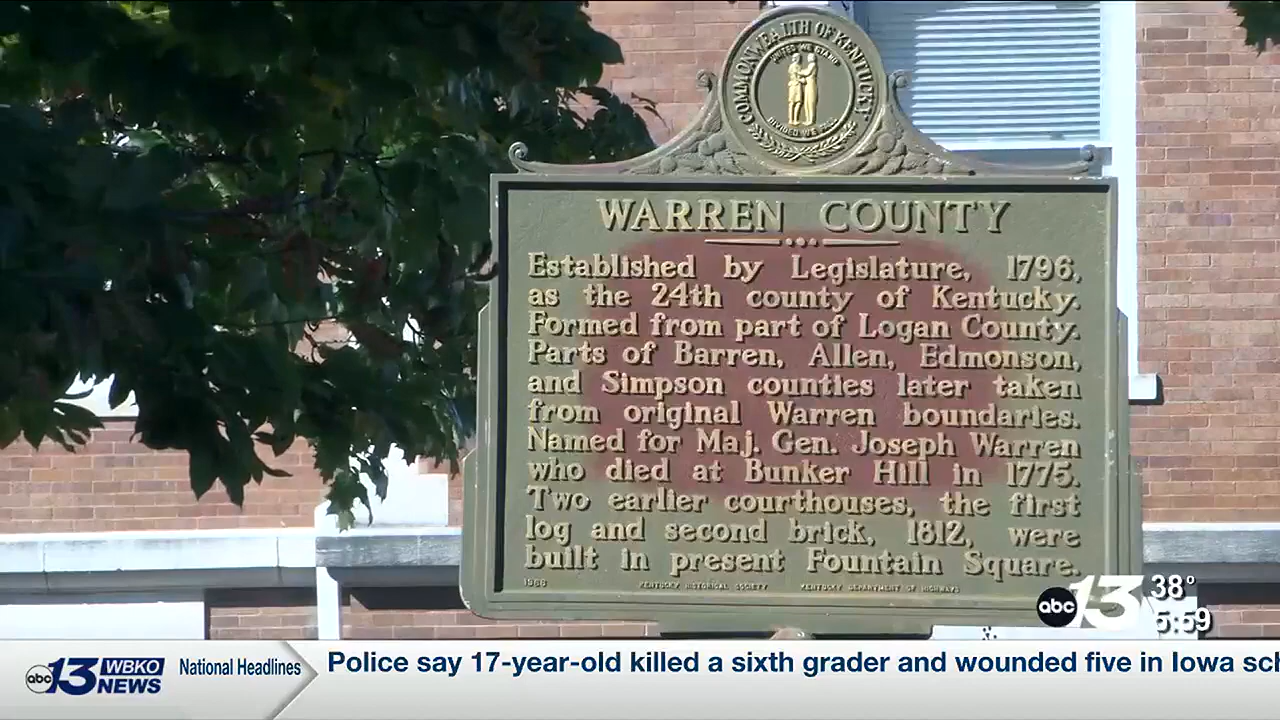 COMMONWEALTH OF KENTUCKY
UNITED WE STAND
DIVIDED WE
WARREN COUNTY
Established by Legislature, 1796,
as the 24th county of Kentucky.
Formed from part of Logan County.
Parts of Barren, Allen, Edmonson,
and Simpson counties later taken
from original Warren boundaries.
Named for Maj. Gen. Joseph Warren
who died at Bunker Hill in 1775.
Two earlier courthouses, the first
log and second brick, 1812, were
built in present Fountain Square.
KENTUCKY HISTORICAL SOCIETY KENTUCKY DEPARTMENT OF HIGHWAYS
abc 13 38°
5:59
abc 13 WBKO NEWS
National Headlines
Police say 17-year-old killed a sixth grader and wounded five in Iowa sch